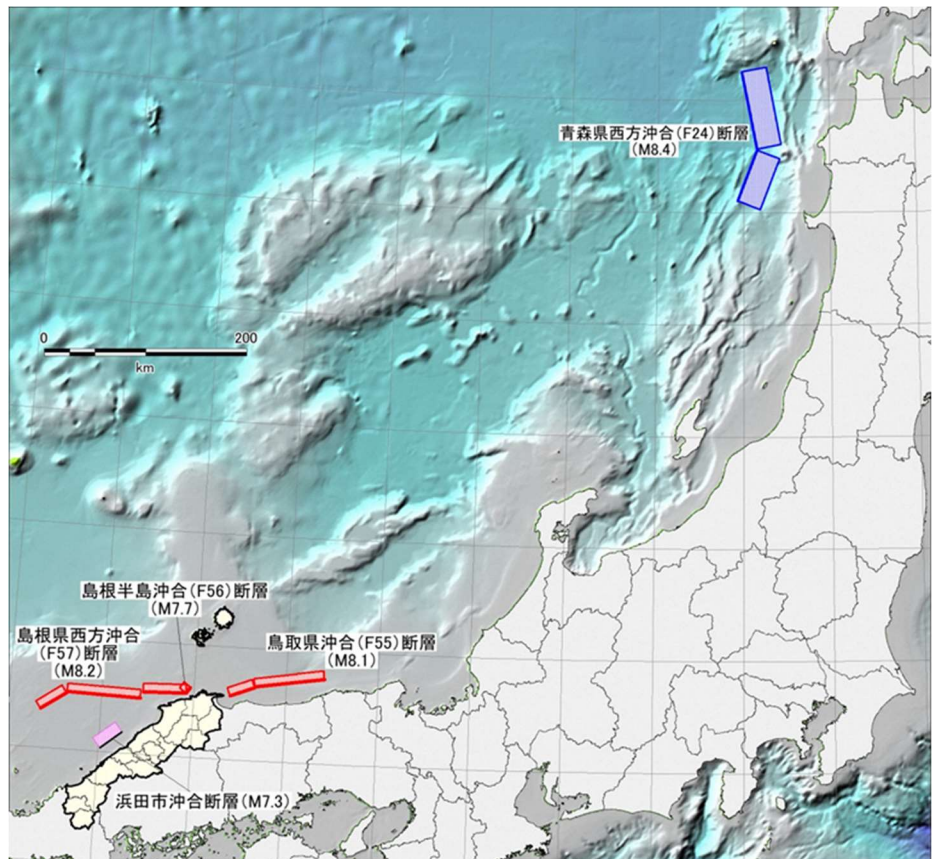 青森県西方沖合(F24)断層
(M8.4)
0 200
km
島根半島沖合(F56)断層
(M7.7)
島根県西方沖合
(F57)断層
(M8.2)
鳥取県沖合(F55)断層
(M8.1)
浜田市沖合断層(M7.3)